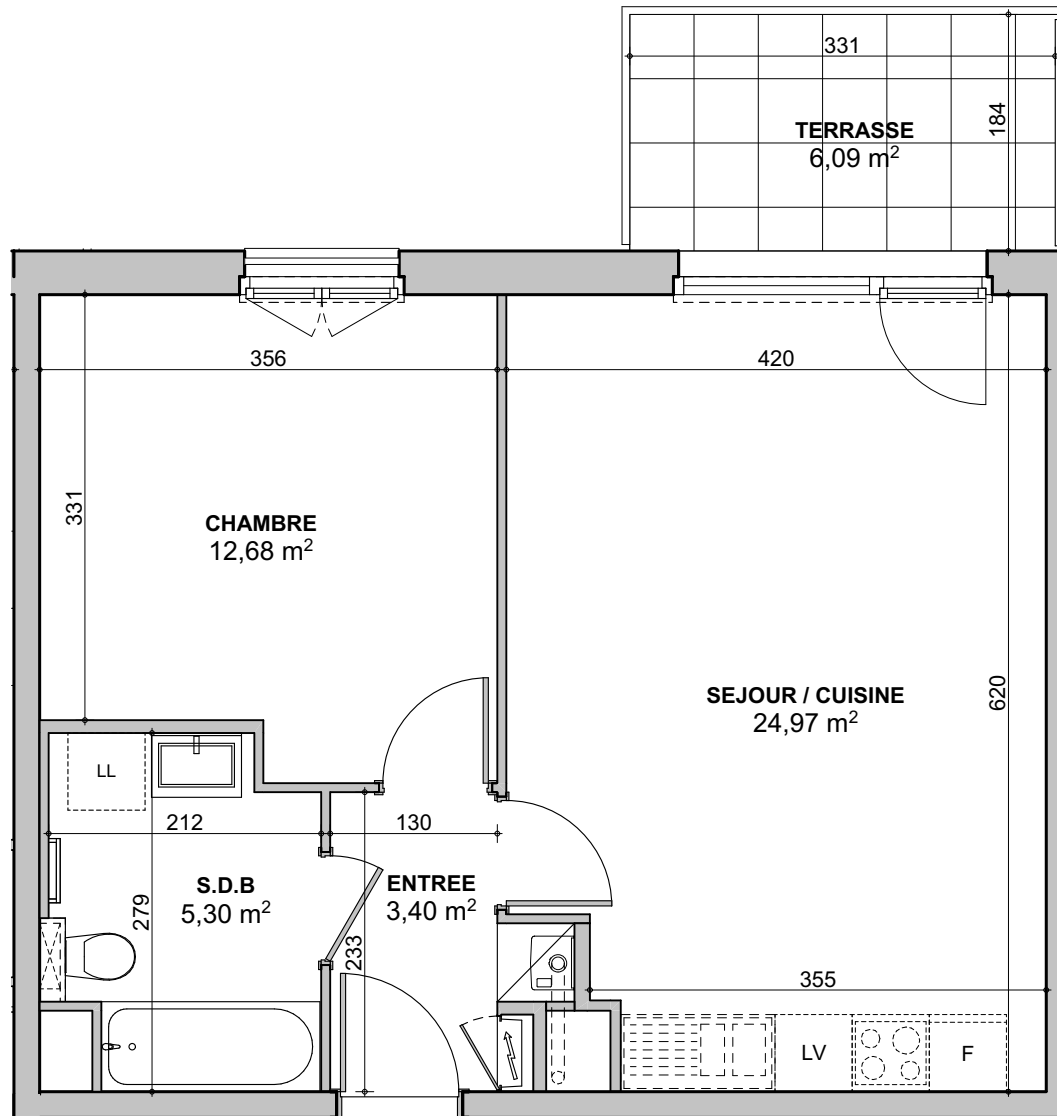 331
184
TERRASSE
6,09 m²
356
420
331
CHAMBRE
12,68 m²
SEJOUR / CUISINE
24,97 m²
620
LL
212
130
S.D.B
5,30 m²
ENTREE
3,40 m²
279
233
355
LV
F